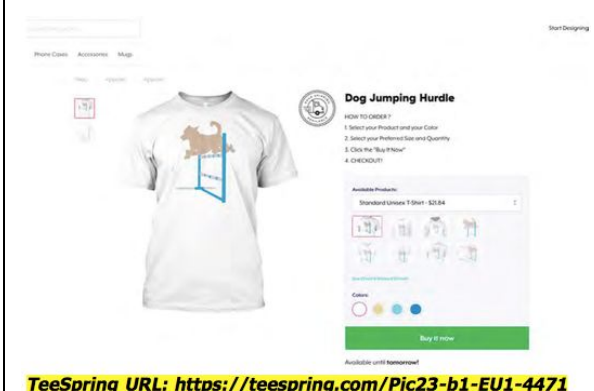 Start Designing
Phone Cases Accessories Mugs
Apparel Apparel
Dog Jumping Hurdle
HOW TO ORDER ?
1. Select your Product and your Color
2. Select your Preferred Size and Quantity
3. Click the "Buy It Now"
4. CHECKOUT!
Available Products:
Standard Unisex T-Shirt - $21.84
Colors:
Buy it now
Available until tomorrow!
TeeSpring URL: https://teespring.com/Pic23-b1-EU1-4471